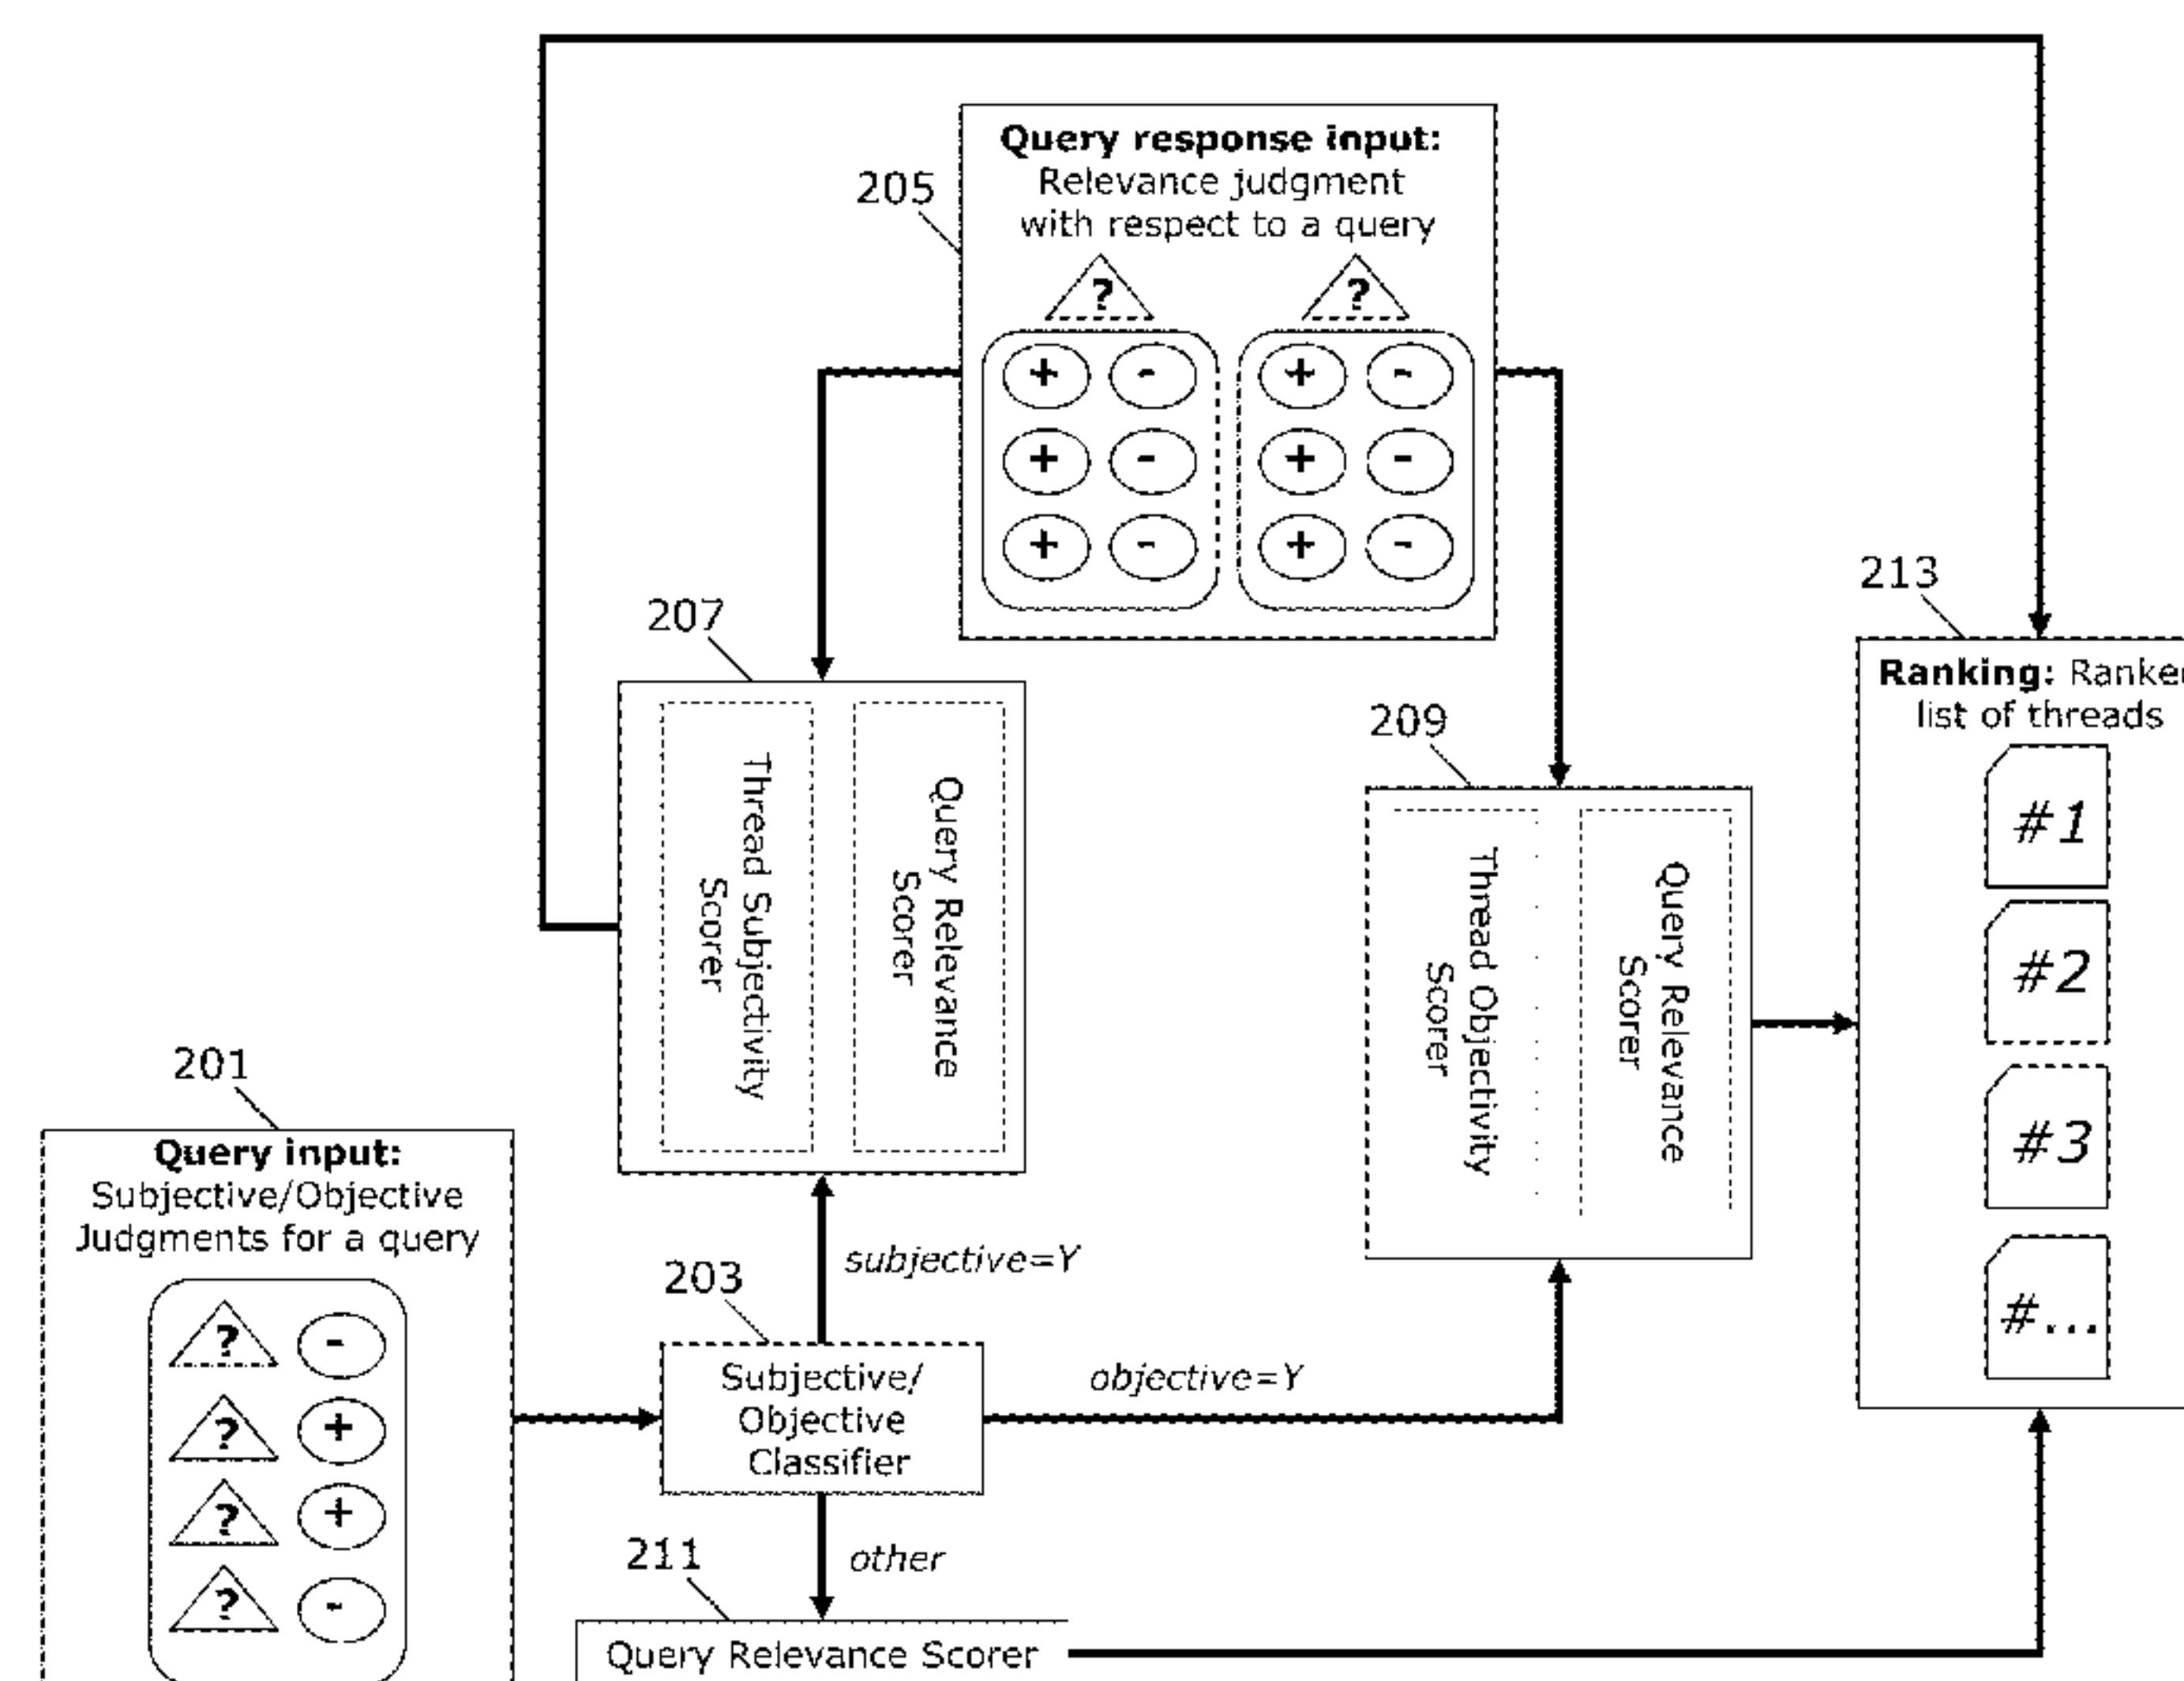 Query response input:
Relevance judgment
with respect to a query
205
?
?
+ - + -
+ - + -
+ - + -
213
Ranking: Ranked
list of threads
#1
#2
#3
#...
207
Thread Subjectivity
Scorer
Query Relevance
Scorer
209
Thread Objectivity
Scorer
Query Relevance
Scorer
201
Query input:
Subjective/Objective
Judgments for a query
? -
? +
? +
? -
203
subjective=Y
Subjective/
Objective
Classifier
objective=Y
211
other
Query Relevance Scorer